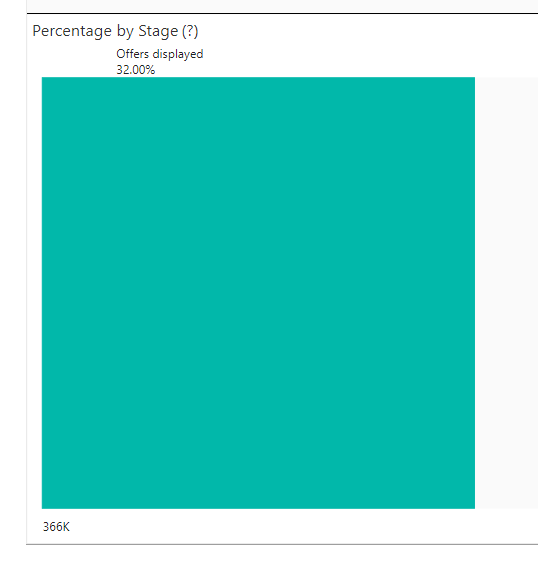 Percentage by Stage (?)
Offers displayed
32.00%
366K